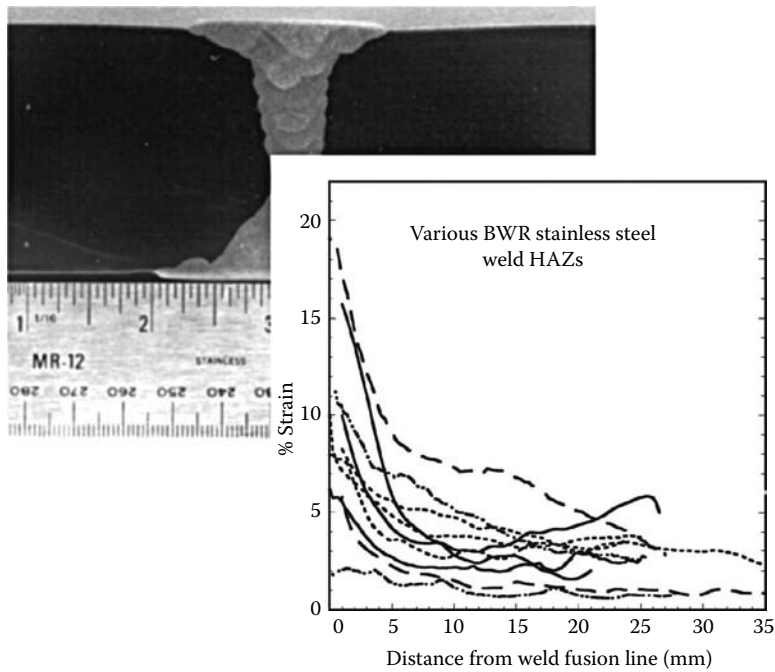 1 2 3
1/16
MR-12 STAINLESS
280 270 260 250 240
20
Various BWR stainless steel
weld HAZs
15
% Strain
10
5
0
0 5 10 15 20 25 30 35
Distance from weld fusion line (mm)